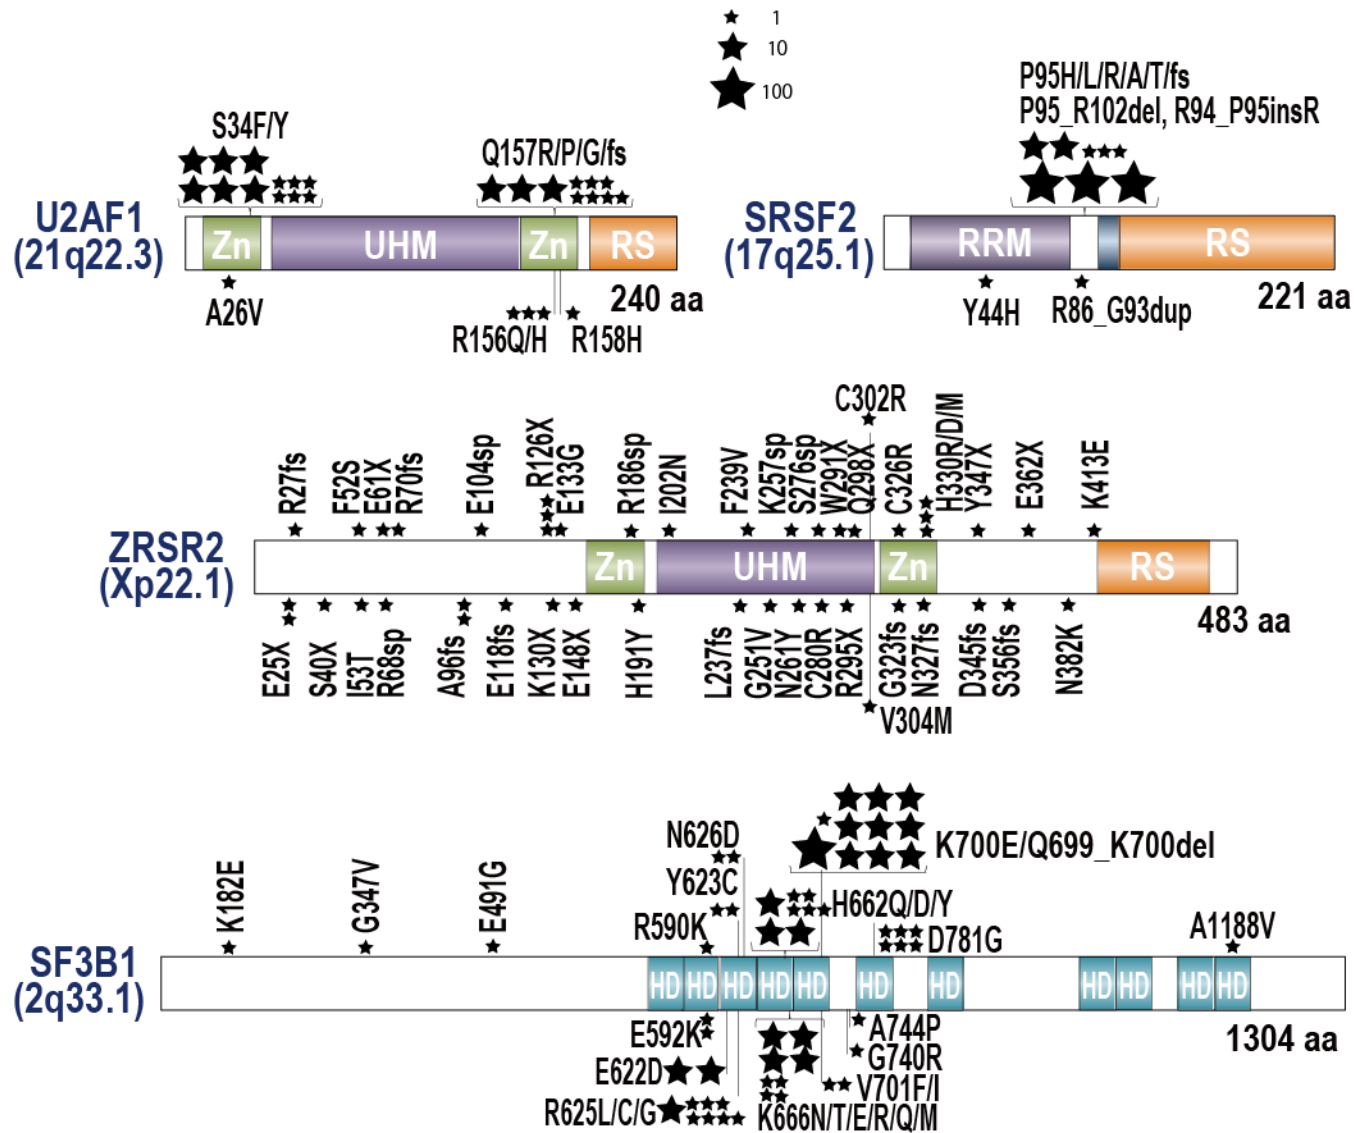 1
10
100
S34F/Y
Q157R/P/G/fs
U2AF1
(21q22.3)
Zn
UHM
Zn
RS
240 aa
A26V
R156Q/H
R158H
P95H/L/R/A/T/fs
P95_R102del, R94_P95insR
SRSF2
(17q25.1)
RRM
RS
221 aa
Y44H
R86_G93dup
C302R
R27fs
F52S
E61X
R70fs
E104sp
R126X
E133G
R186sp
I202N
F239V
K257sp
S276sp
W291X
Q298X
C326R
H330R/D/M
Y347X
E362X
K413E
ZRSR2
(Xp22.1)
Zn
UHM
Zn
RS
483 aa
E25X
S40X
I53T
R68sp
A96fs
E118fs
K130X
E148X
H191Y
L237fs
G251V
N261Y
C280R
R295X
G323fs
N327fs
D345fs
S356fs
N382K
V304M
K182E
G347V
E491G
N626D
Y623C
R590K
K700E/Q699_K700del
H662Q/D/Y
D781G
A1188V
SF3B1
(2q33.1)
HD
HD
HD
HD
HD
HD
HD
HD
HD
HD
HD
1304 aa
E592K
A744P
G740R
E622D
V701F/I
R625L/C/G
K666N/T/E/R/Q/M